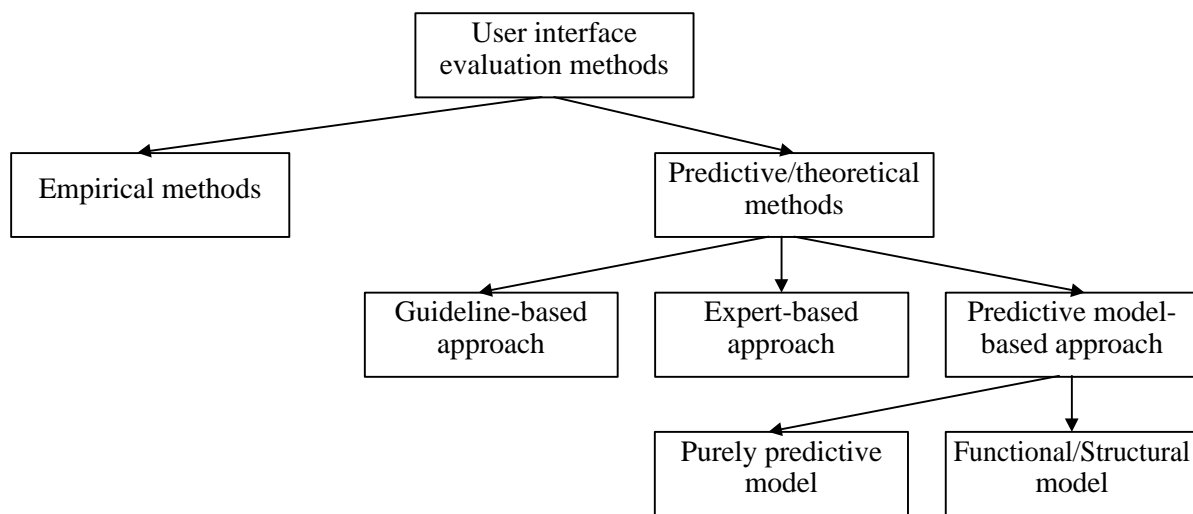 User interface
evaluation methods
Empirical methods
Predictive/theoretical
methods
Guideline-based
approach
Expert-based
approach
Predictive model-
based approach
Purely predictive
model
Functional/Structural
model